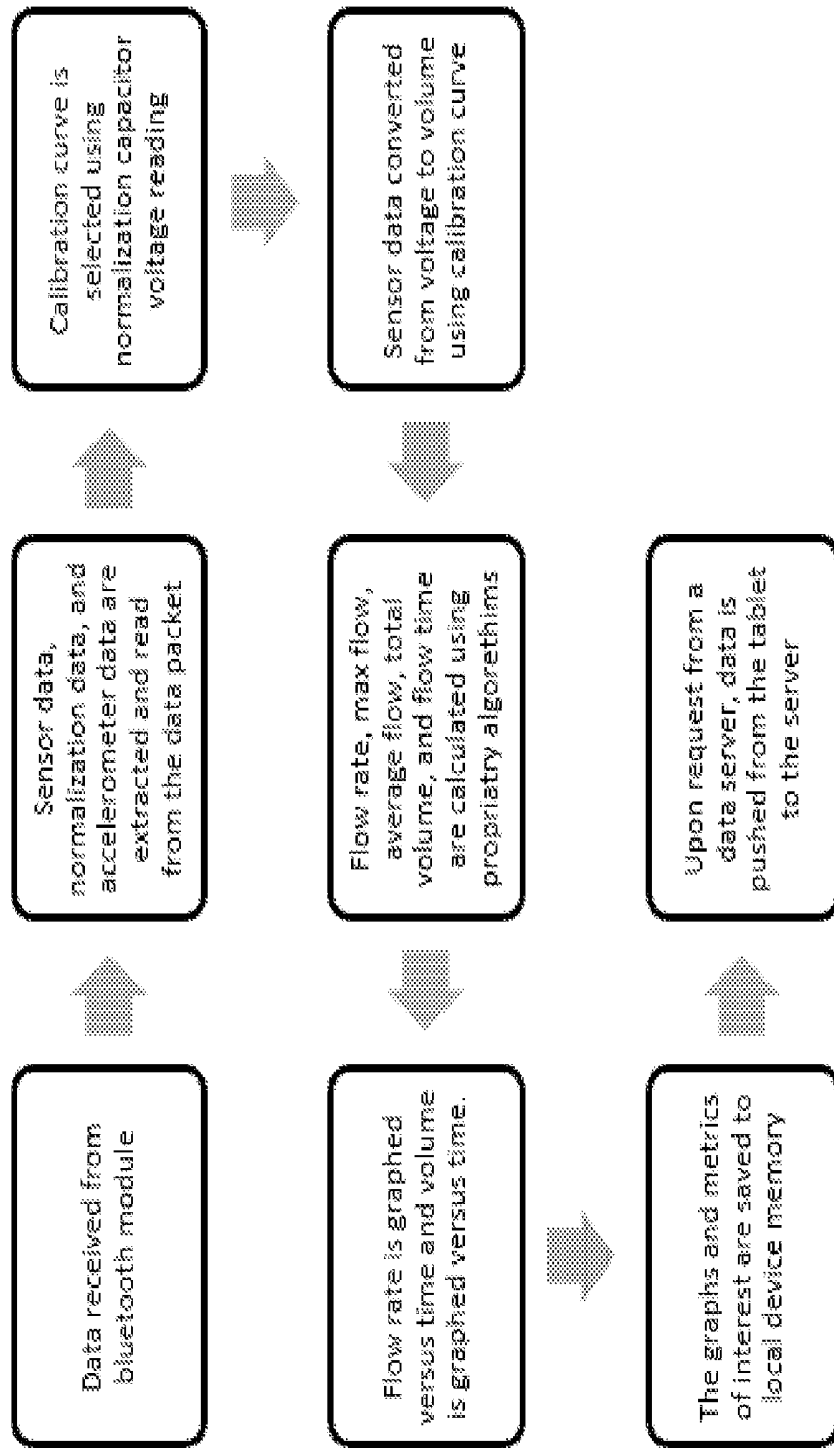 Data received from
bluetooth module
Sensor data,
normalization data, and
accelerometer data are
extracted and read
from the data packet
Calibration curve is
selected using
normalization capacitor
voltage reading
Sensor data converted
from voltage to volume
using calibration curve
Flow rate, max flow,
average flow, total
volume, and flow time
are calculated using
propriatry algorethims
Flow rate is graphed
versus time and volume
is graphed versus time.
The graphs and metrics
of interest are saved to
local device memory
Upon request from a
data server, data is
pushed from the tablet
to the server